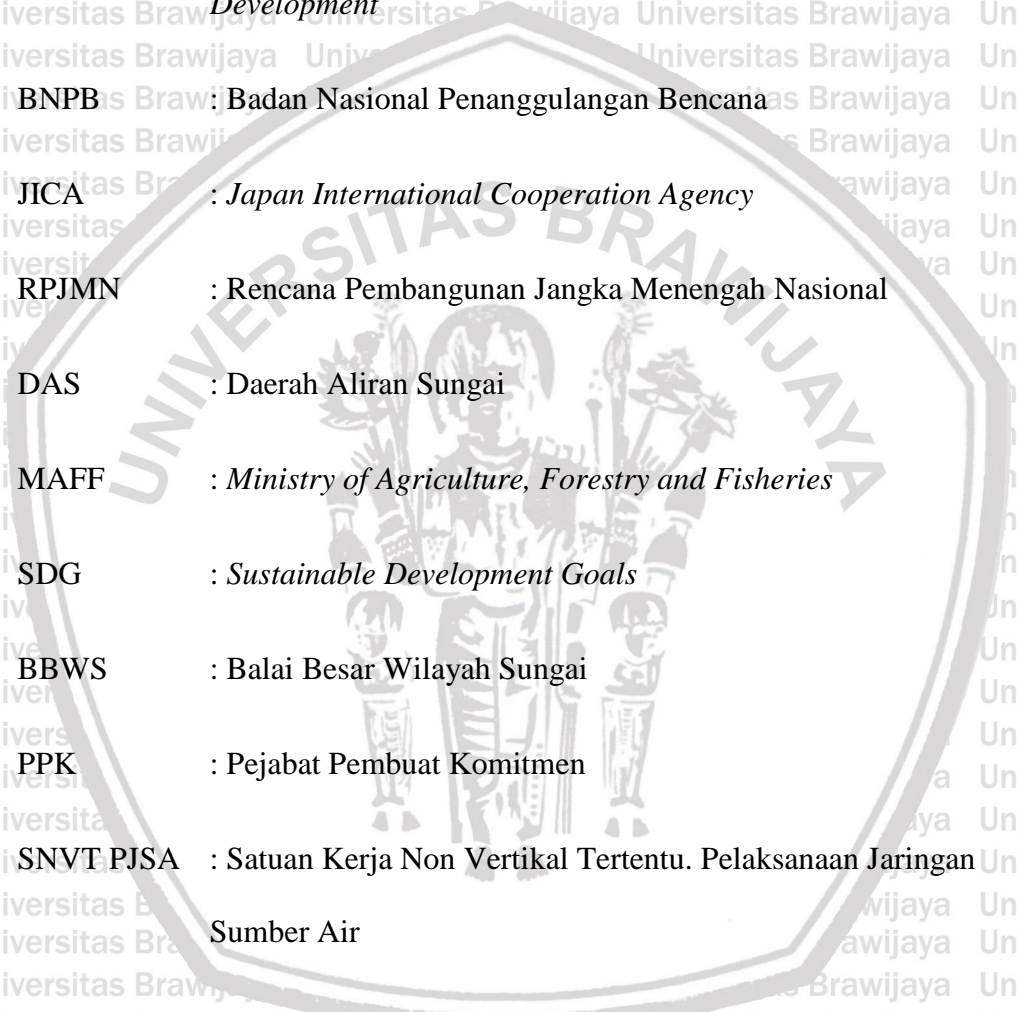 Development
BNPB : Badan Nasional Penanggulangan Bencana
JICA : Japan International Cooperation Agency
RPJMN : Rencana Pembangunan Jangka Menengah Nasional
DAS : Daerah Aliran Sungai
MAFF : Ministry of Agriculture, Forestry and Fisheries
SDG : Sustainable Development Goals
BBWS : Balai Besar Wilayah Sungai
PPK : Pejabat Pembuat Komitmen
SNVT PJSA : Satuan Kerja Non Vertikal Tertentu. Pelaksanaan Jaringan
Sumber Air
UNIVERSITAS BRAWIJAYA